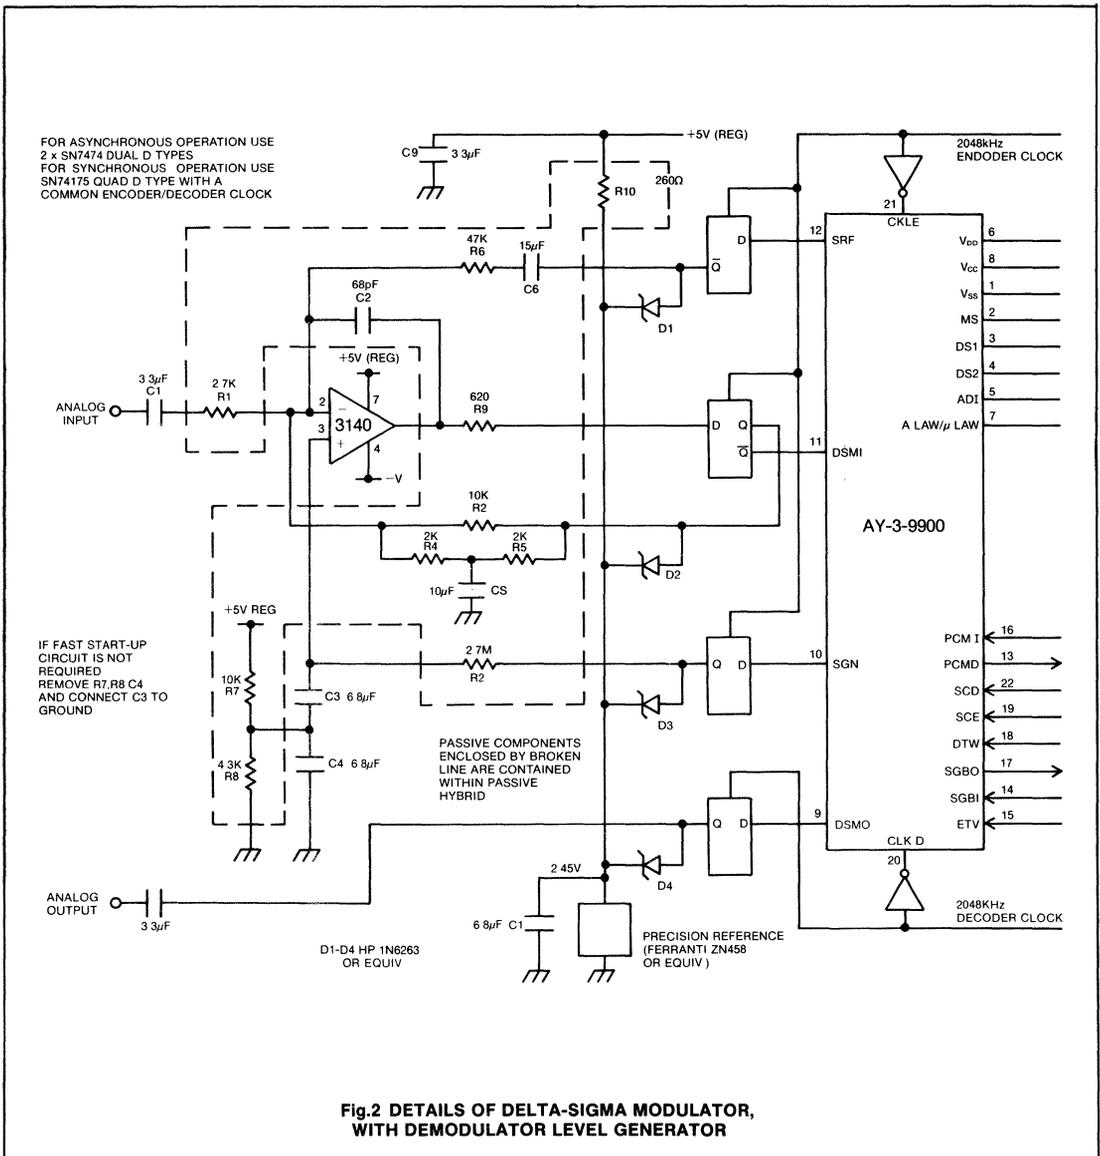 FOR ASYNCHRONOUS OPERATION USE
2 x SN7474 DUAL D TYPES
FOR SYNCHRONOUS OPERATION USE
SN74175 QUAD D TYPE WITH A
COMMON ENCODER/DECODER CLOCK
C9
3 3µF
+5V (REG)
R10
260Ω
2048kHz
ENDODER CLOCK
21
CKLE
47K
R6
15µF
C6
D
Q̅
12
SRF
D1
68pF
C2
+5V (REG)
ANALOG
INPUT
3 3µF
C1
2 7K
R1
2
−
3
+
3140
7
4
−V
620
R9
D
Q
Q̅
11
DSMI
10K
R2
2K
R4
2K
R5
10µF
CS
D2
AY-3-9900
VDD
6
VCC
8
VSS
1
MS
2
DS1
3
DS2
4
ADI
5
A LAW/µ LAW
7
+5V REG
IF FAST START-UP
CIRCUIT IS NOT
REQUIRED
REMOVE R7,R8 C4
AND CONNECT C3 TO
GROUND
10K
R7
4 3K
R8
C3 6 8µF
C4 6 8µF
2 7M
R2
Q
D
10
SGN
D3
PASSIVE COMPONENTS
ENCLOSED BY BROKEN
LINE ARE CONTAINED
WITHIN PASSIVE
HYBRID
PCM I
16
PCMD
13
SCD
22
SCE
19
DTW
18
SGBO
17
SGBI
14
ETV
15
Q
D
9
DSMO
CLK D
20
D4
2 45V
ANALOG
OUTPUT
3 3µF
6 8µF C1
D1-D4 HP 1N6263
OR EQUIV
PRECISION REFERENCE
(FERRANTI ZN458
OR EQUIV )
2048KHz
DECODER CLOCK
Fig.2 DETAILS OF DELTA-SIGMA MODULATOR,
WITH DEMODULATOR LEVEL GENERATOR